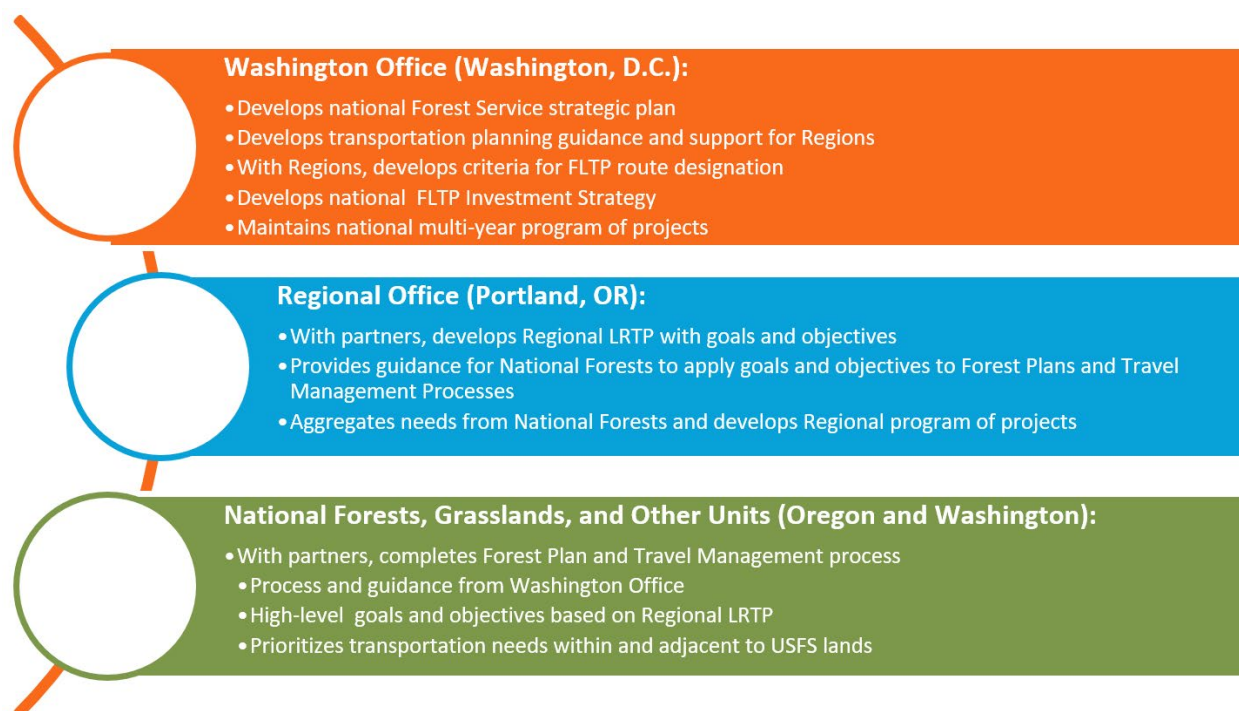 Washington Office (Washington, D.C.):
•Develops national Forest Service strategic plan
•Develops transportation planning guidance and support for Regions
•With Regions, develops criteria for FLTP route designation
•Develops national  FLTP Investment Strategy
•Maintains national multi-year program of projects
Regional Office (Portland, OR):
•With partners, develops Regional LRTP with goals and objectives
•Provides guidance for National Forests to apply goals and objectives to Forest Plans and Travel
Management Processes
•Aggregates needs from National Forests and develops Regional program of projects
National Forests, Grasslands, and Other Units (Oregon and Washington):
•With partners, completes Forest Plan and Travel Management process
•Process and guidance from Washington Office
•High-level  goals and objectives based on Regional LRTP
•Prioritizes transportation needs within and adjacent to USFS lands